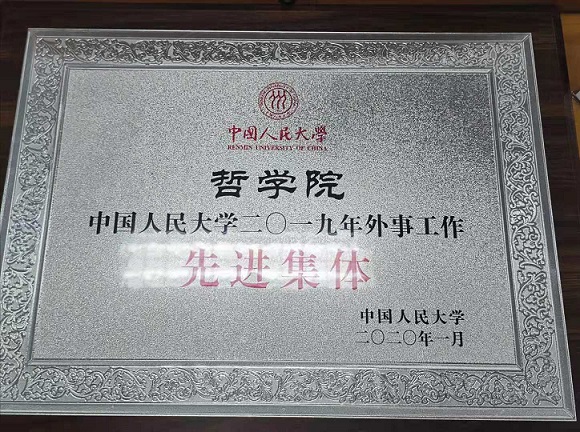 中国人民大學
RENMIN UNIVERSITY OF CHINA
哲学院
中国人民大学二〇一九年外事工作
先进集体
中国人民大学
二〇二〇年一月